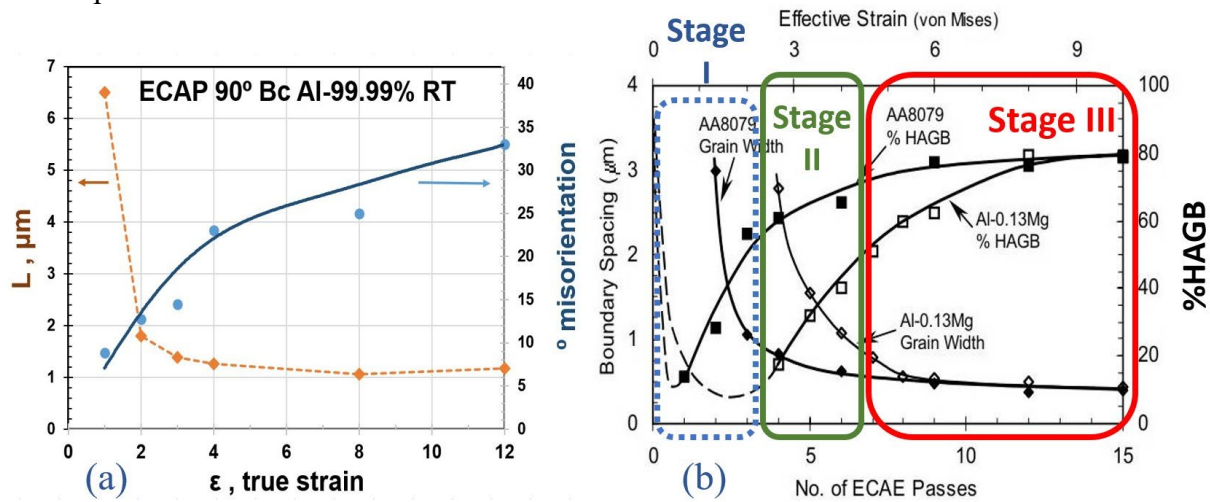 ECAP 90º Bc Al-99.99% RT
7
6
5
4
3
2
1
0
L , µm
40
35
30
25
20
15
10
5
0
º misorientation
0
2
4
6
8
10
12
ε , true strain
(a)
Effective Strain (von Mises)
0
3
6
9
Stage
I
Stage
II
Stage III
AA8079
Grain Width
AA8079
% HAGB
Al-0.13Mg
% HAGB
Al-0.13Mg
Grain Width
4
3
2
1
0
Boundary Spacing (µm)
100
80
60
40
20
0
%HAGB
0
5
10
15
No. of ECAE Passes
(b)